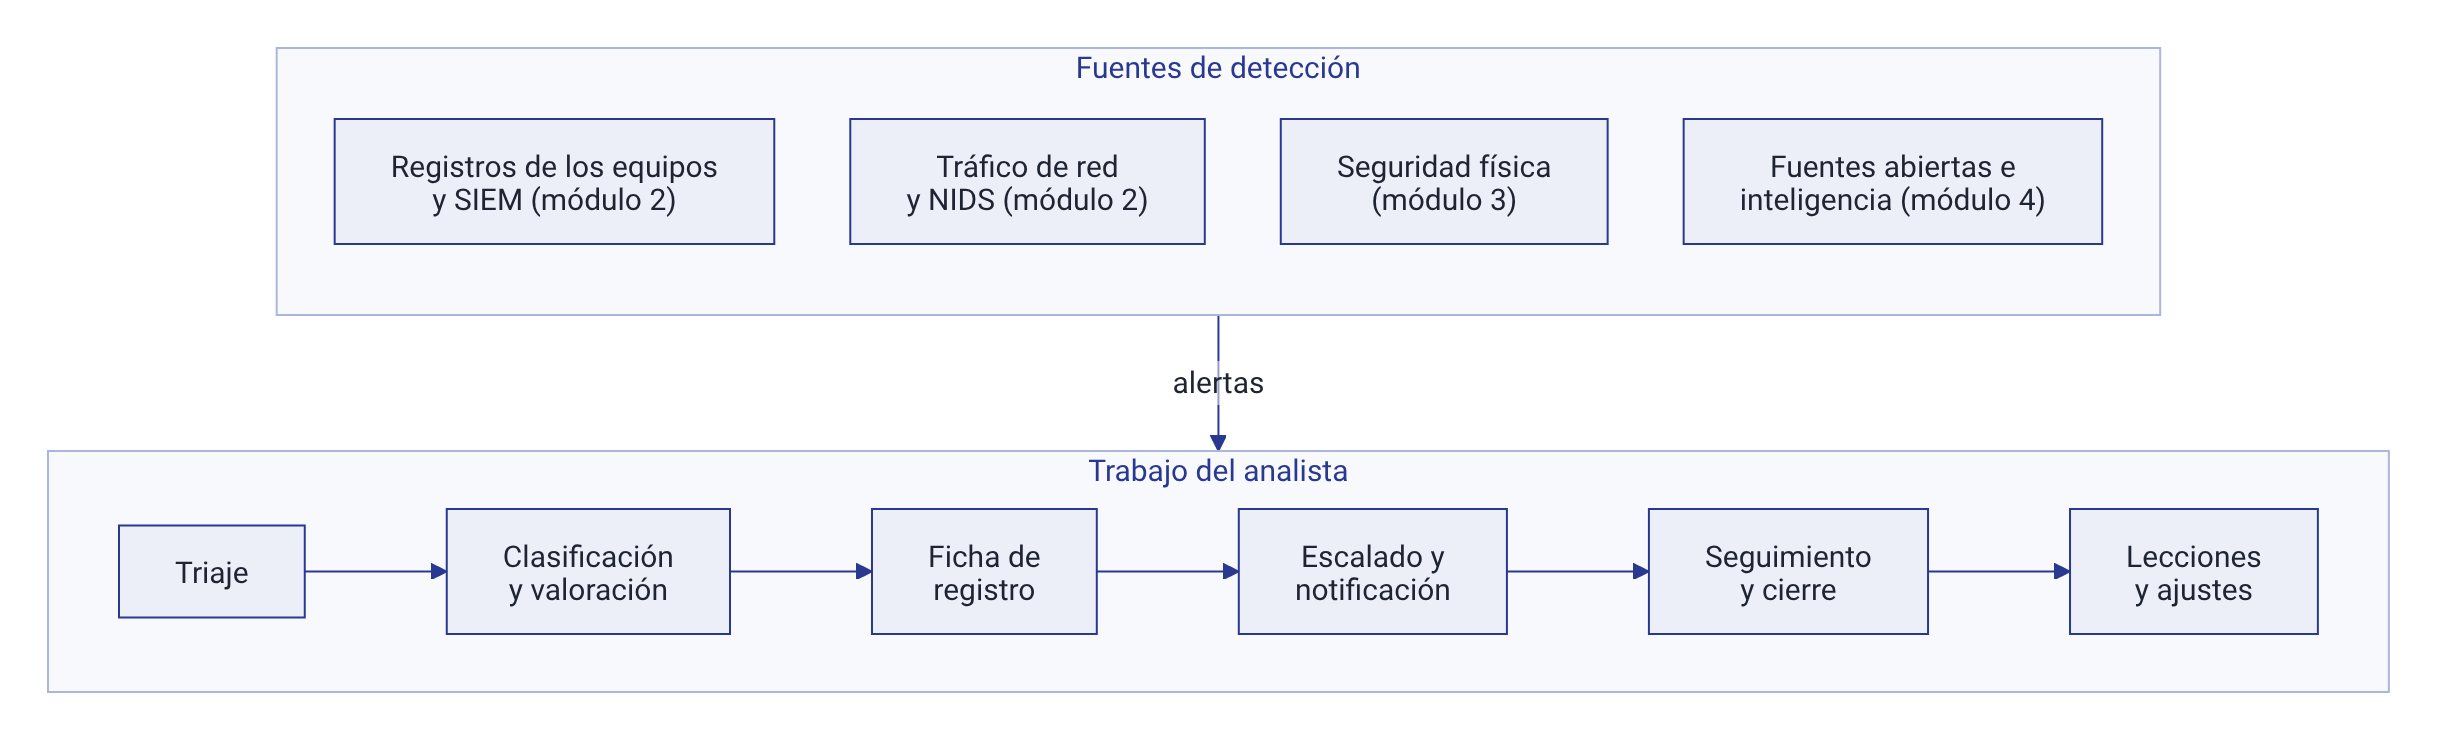 Fuentes de detección
Registros de los equipos
y SIEM (módulo 2)
Tráfico de red
y NIDS (módulo 2)
Seguridad física
(módulo 3)
Fuentes abiertas e
inteligencia (módulo 4)
alertas
Trabajo del analista
Triaje
Clasificación
y valoración
Ficha de
registro
Escalado y
notificación
Seguimiento
y cierre
Lecciones
y ajustes